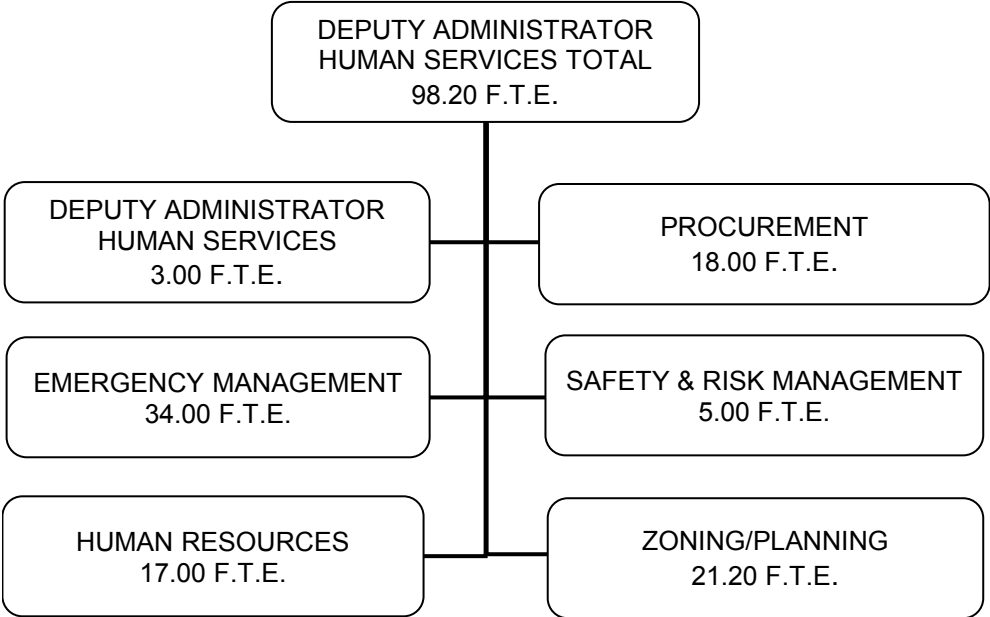 DEPUTY ADMINISTRATOR
HUMAN SERVICES TOTAL
98.20 F.T.E.
DEPUTY ADMINISTRATOR
HUMAN SERVICES
3.00 F.T.E.
PROCUREMENT
18.00 F.T.E.
EMERGENCY MANAGEMENT
34.00 F.T.E.
SAFETY & RISK MANAGEMENT
5.00 F.T.E.
HUMAN RESOURCES
17.00 F.T.E.
ZONING/PLANNING
21.20 F.T.E.